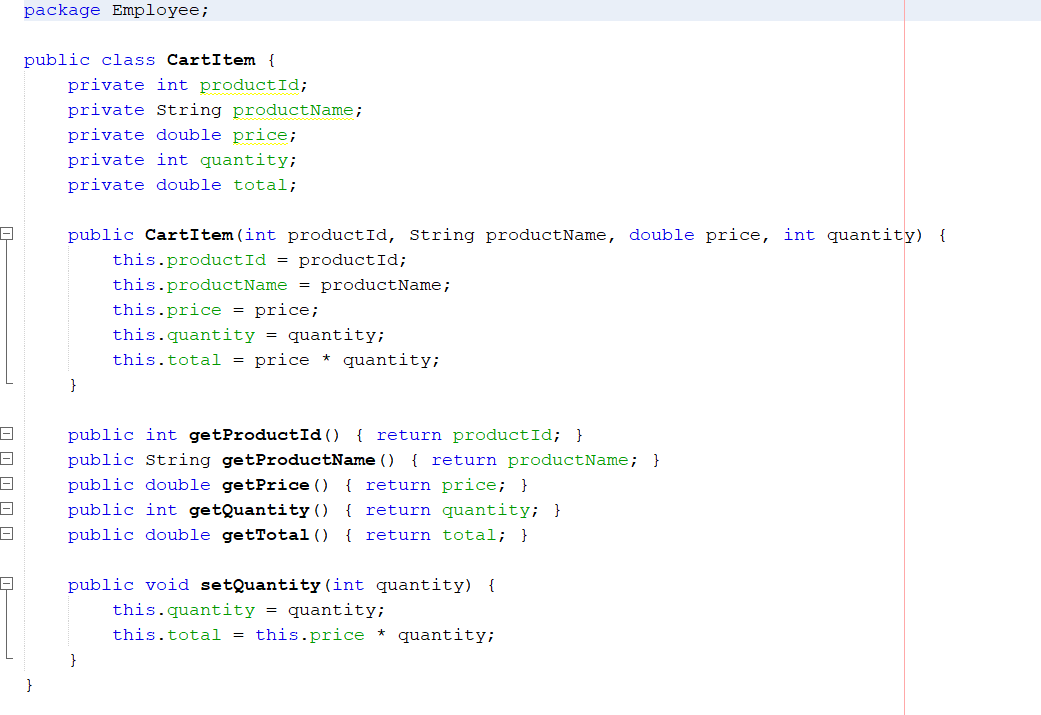 package Employee;
public class CartItem {
private int productId;
private String productName;
private double price;
private int quantity;
private double total;
public CartItem(int productId, String productName, double price, int quantity) {
this.productId = productId;
this.productName = productName;
this.price = price;
this.quantity = quantity;
this.total = price * quantity;
}
public int getProductId() { return productId; }
public String getProductName() { return productName; }
public double getPrice() { return price; }
public int getQuantity() { return quantity; }
public double getTotal() { return total; }
public void setQuantity(int quantity) {
this.quantity = quantity;
this.total = this.price * quantity;
}
}